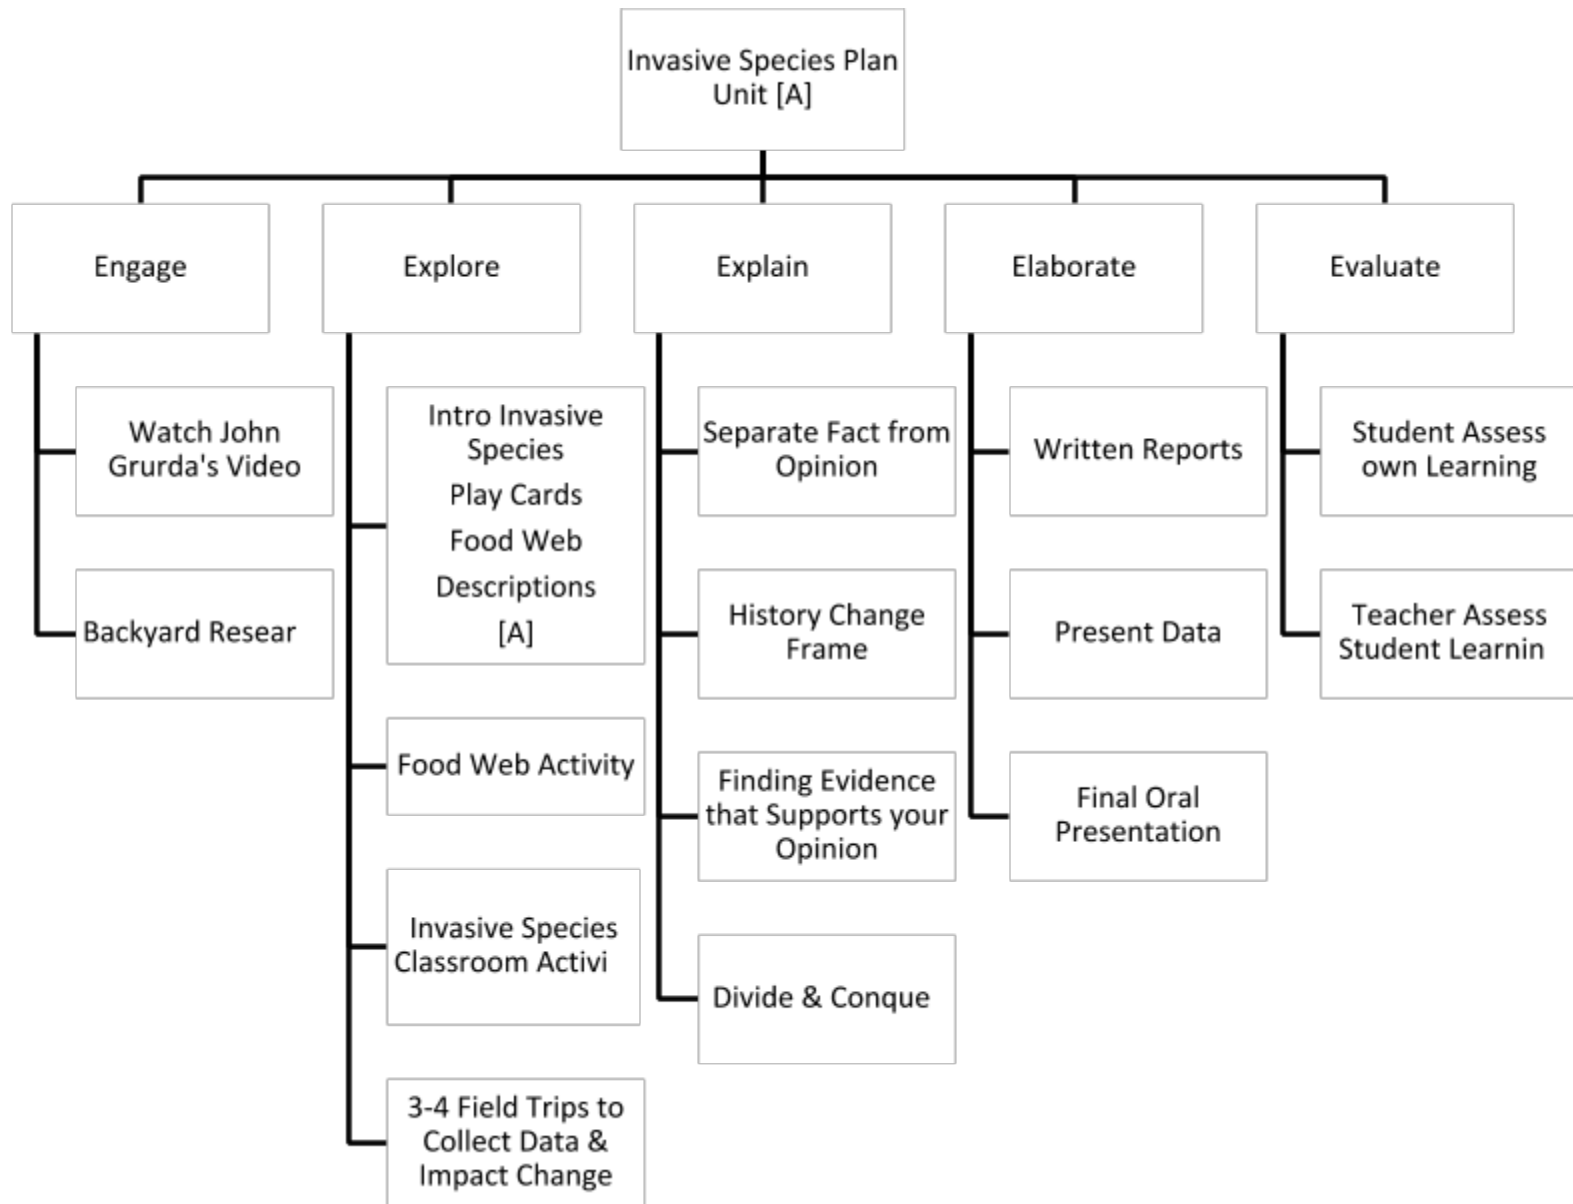 Invasive Species Plan
Unit [A]
Engage
Explore
Explain
Elaborate
Evaluate
Watch John
Grurda's Video
Backyard Resear
Intro Invasive
Species
Play Cards
Food Web
Descriptions
[A]
Food Web Activity
Invasive Species
Classroom Activi
3-4 Field Trips to
Collect Data &
Impact Change
Separate Fact from
Opinion
History Change
Frame
Finding Evidence
that Supports your
Opinion
Divide & Conque
Written Reports
Present Data
Final Oral
Presentation
Student Assess
own Learning
Teacher Assess
Student Learnin